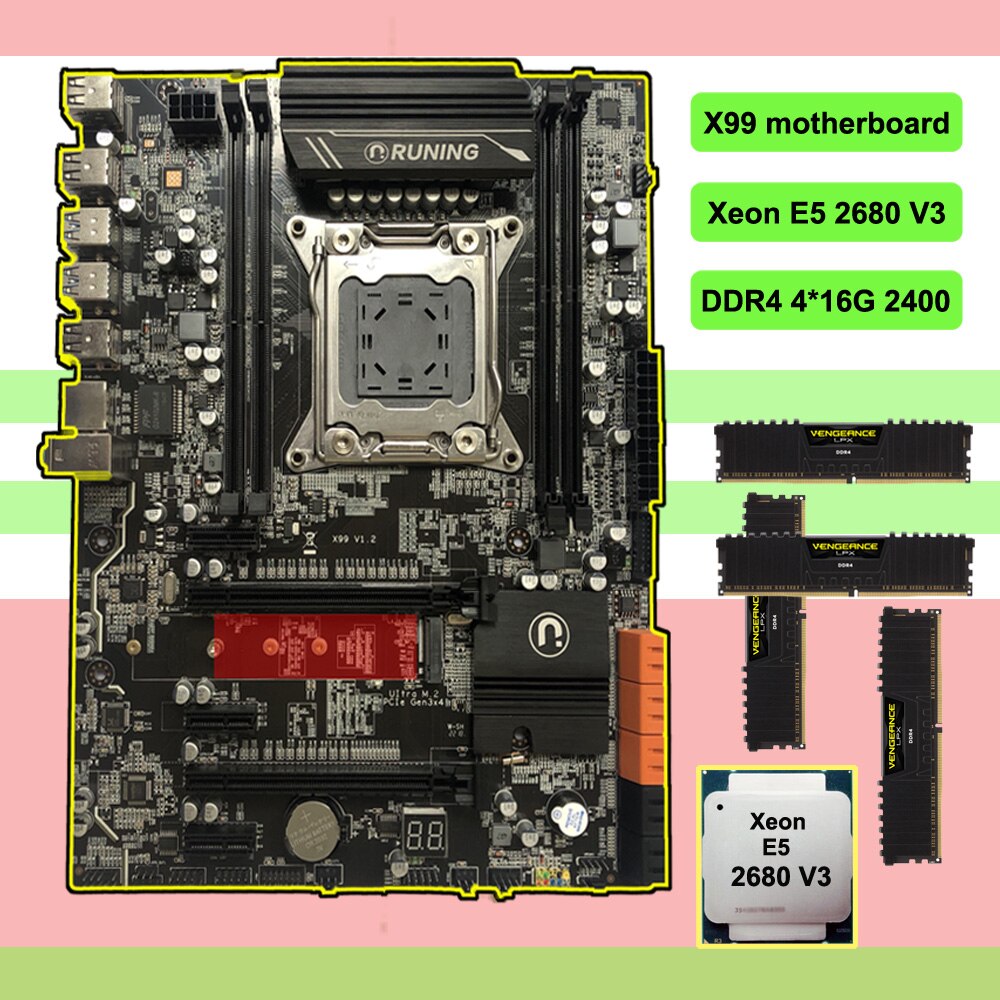 RUNING
X99 motherboard
Xeon E5 2680 V3
DDR4 4*16G 2400
X99 V1.2
VENGEANCE
LPX
DDR4
VENGEANCE
LPX
DDR4
VENGEANCE
LPX
DDR4
VENGEANCE
LPX
DDR4
Ultra M.2
PCIe Gen3x4
88
Xeon
E5
2680 V3